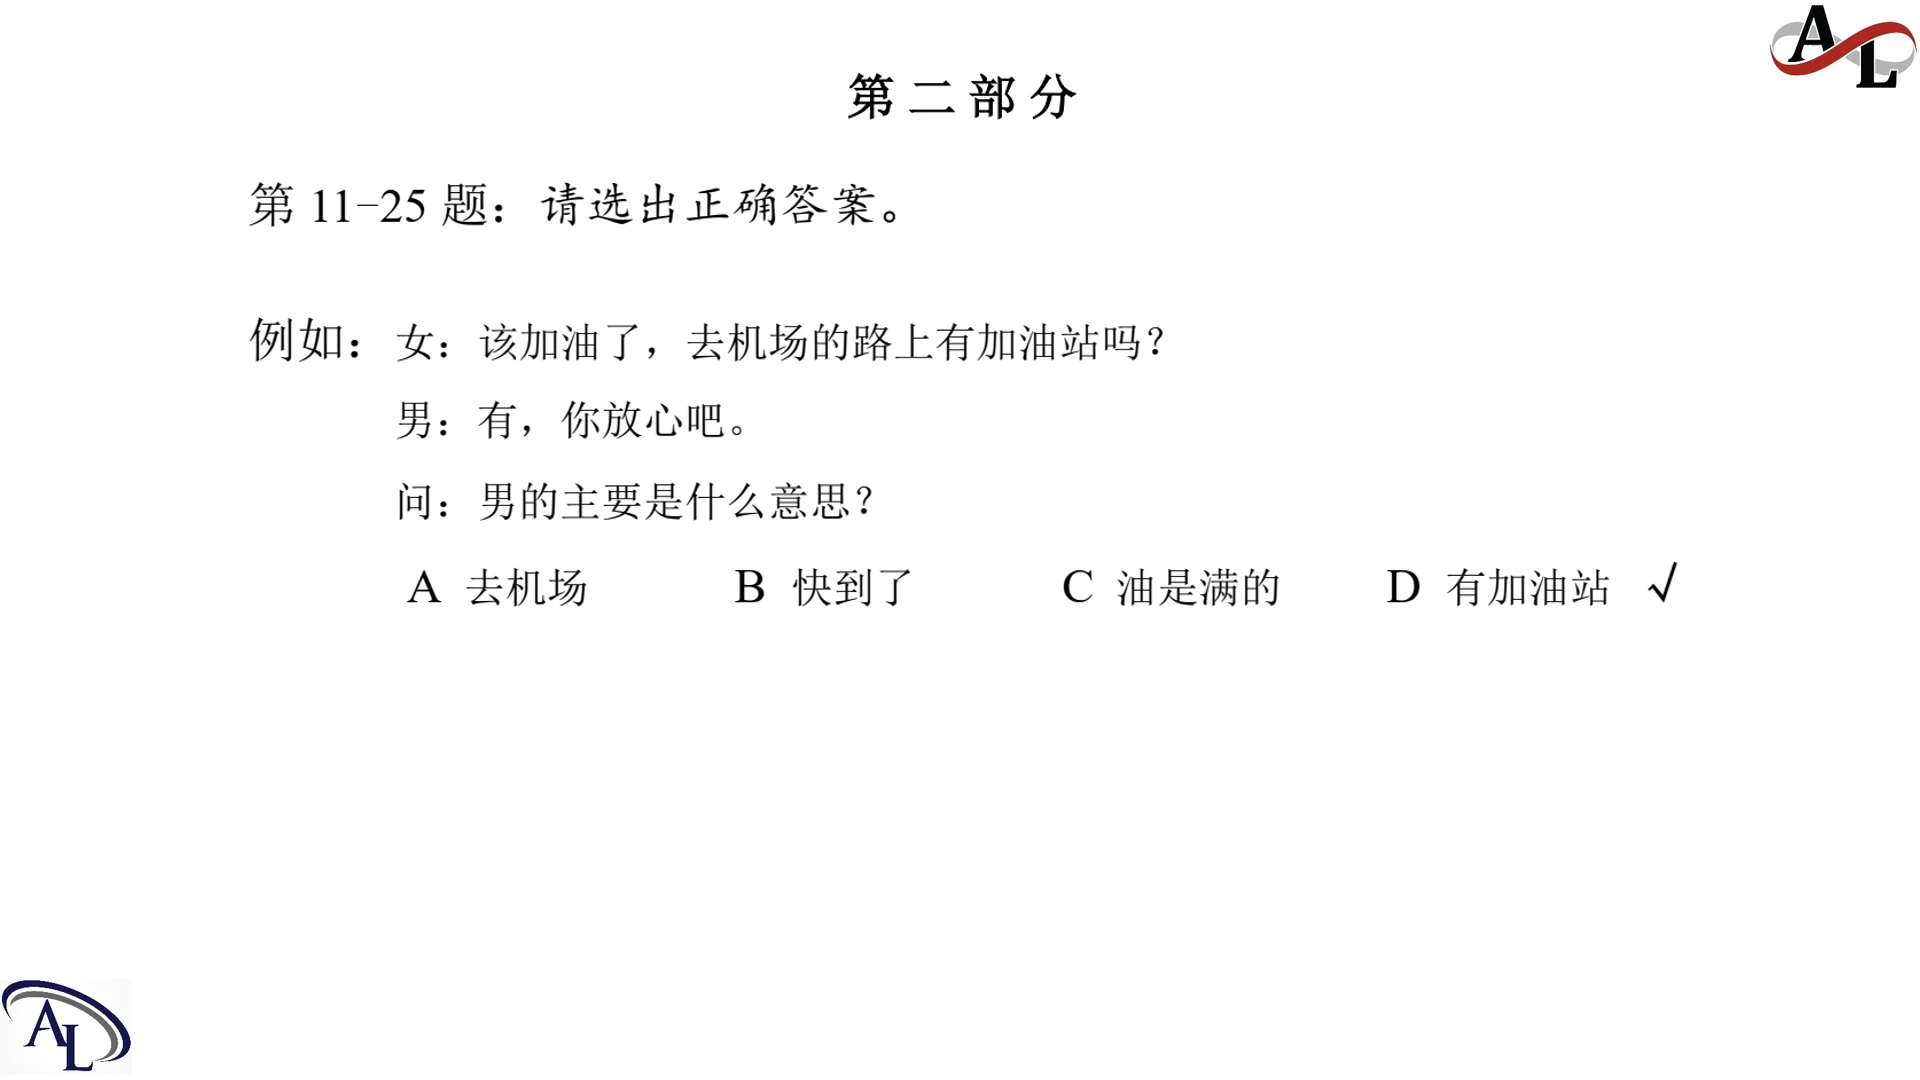 AL
第二部分
第 11-25 题：请选出正确答案。
例如：女：该加油了，去机场的路上有加油站吗？
男：有，你放心吧。
问：男的主要是什么意思？
A 去机场 B 快到了 C 油是满的 D 有加油站 √
AL